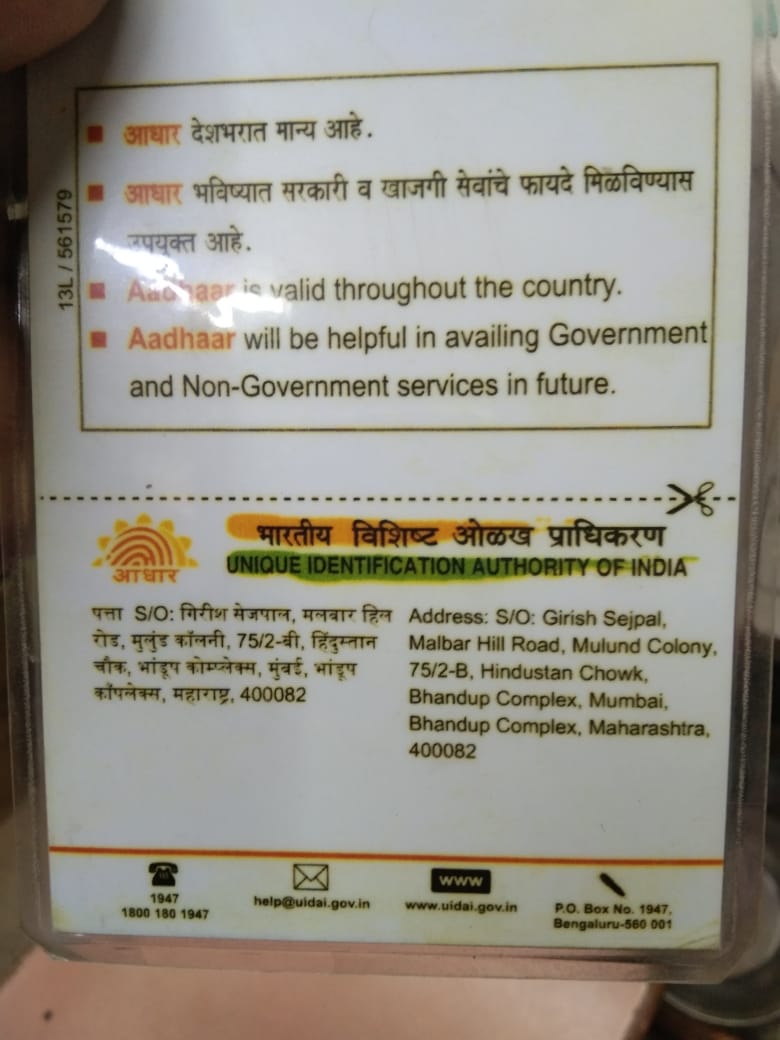 आधार देशभरात मान्य आहे.
आधार भविष्यात सरकारी व खाजगी सेवांचे फायदे मिळविण्यास
उपयुक्त आहे.
Aadhaar is valid throughout the country.
Aadhaar will be helpful in availing Government
and Non-Government services in future.
13L / 561579
भारतीय विशिष्ट ओळख प्राधिकरण
UNIQUE IDENTIFICATION AUTHORITY OF INDIA
आधार
पत्ता S/O: गिरीश सेजपाल, मलबार हिल
रोड, मुलुंड कॉलनी, 75/2-बी, हिंदुस्तान
चौक, भांडूप कोम्प्लेक्स, मुंबई, भांडूप
कॉंपलेक्स, महाराष्ट्र, 400082
Address: S/O: Girish Sejpal,
Malbar Hill Road, Mulund Colony,
75/2-B, Hindustan Chowk,
Bhandup Complex, Mumbai,
Bhandup Complex, Maharashtra,
400082
1947
1800 180 1947
help@uidai.gov.in
www
www.uidai.gov.in
P.O. Box No. 1947,
Bengaluru-560 001